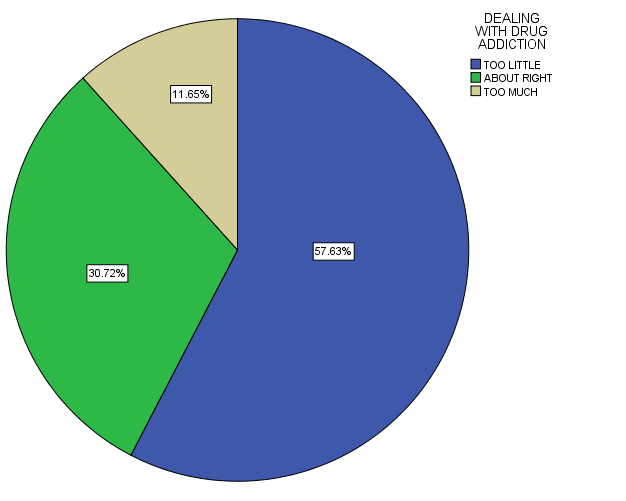 DEALING
WITH DRUG
ADDICTION
TOO LITTLE
ABOUT RIGHT
TOO MUCH
11.65%
57.63%
30.72%